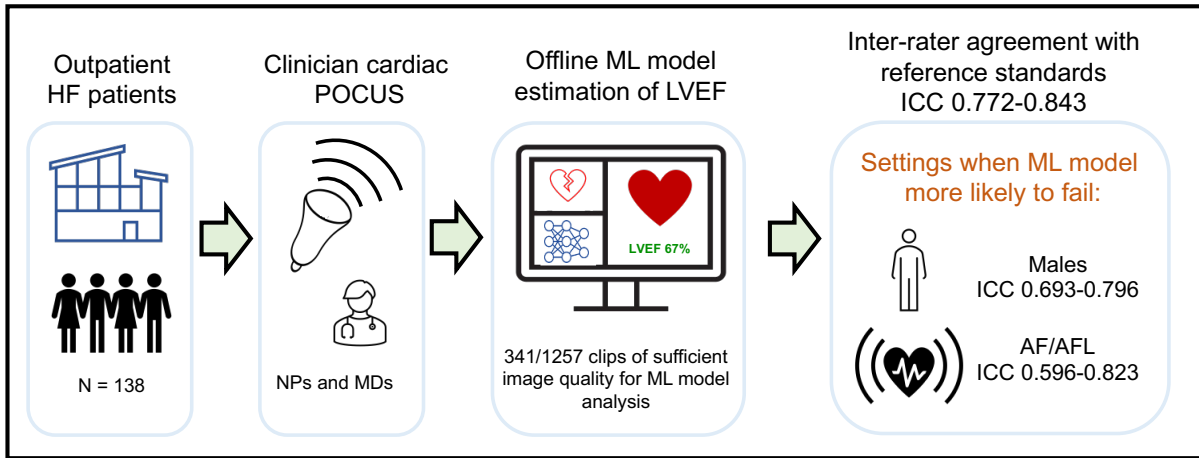 Outpatient
HF patients
N = 138
Clinician cardiac
POCUS
NPs and MDs
Offline ML model
estimation of LVEF
LVEF 67%
341/1257 clips of sufficient
image quality for ML model
analysis
Inter-rater agreement with
reference standards
ICC 0.772-0.843
Settings when ML model
more likely to fail:
Males
ICC 0.693-0.796
AF/AFL
ICC 0.596-0.823